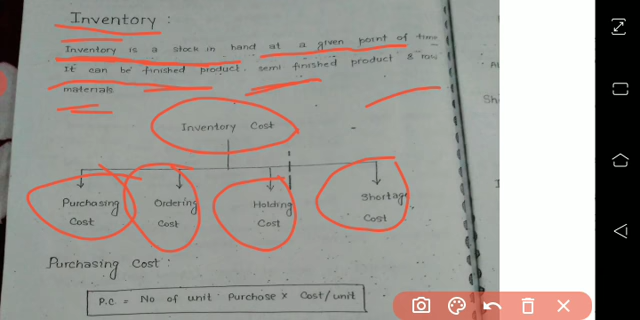 Inventory :
Inventory is a stock in hand at a given point of time
It can be finished product, semi finished product & raw
materials
Inventory Cost
Purchasing Ordering Holding Shortage
Cost Cost Cost Cost
Purchasing Cost :
P.C. = No of unit Purchase x Cost/unit